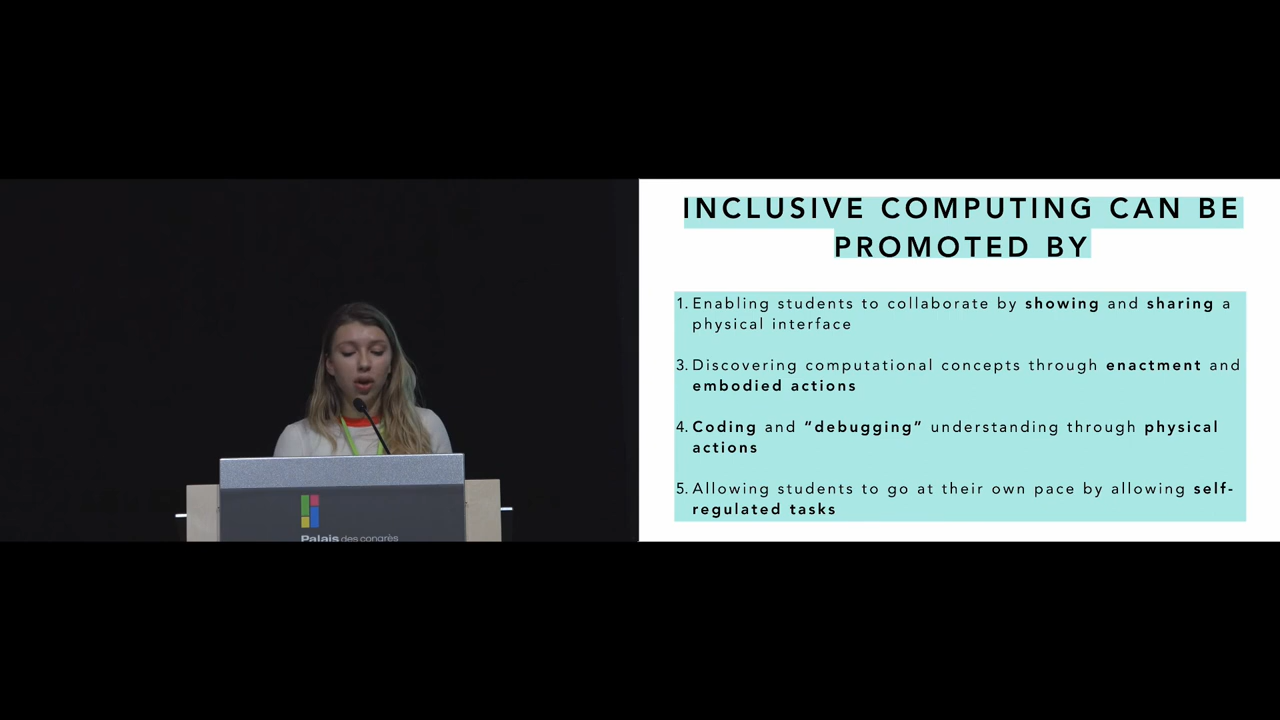 INCLUSIVE COMPUTING CAN BE
PROMOTED BY
1. Enabling students to collaborate by showing and sharing a
physical interface
3. Discovering computational concepts through enactment and
embodied actions
4. Coding and “debugging” understanding through physical
actions
5. Allowing students to go at their own pace by allowing self-
regulated tasks
Palais des congrès